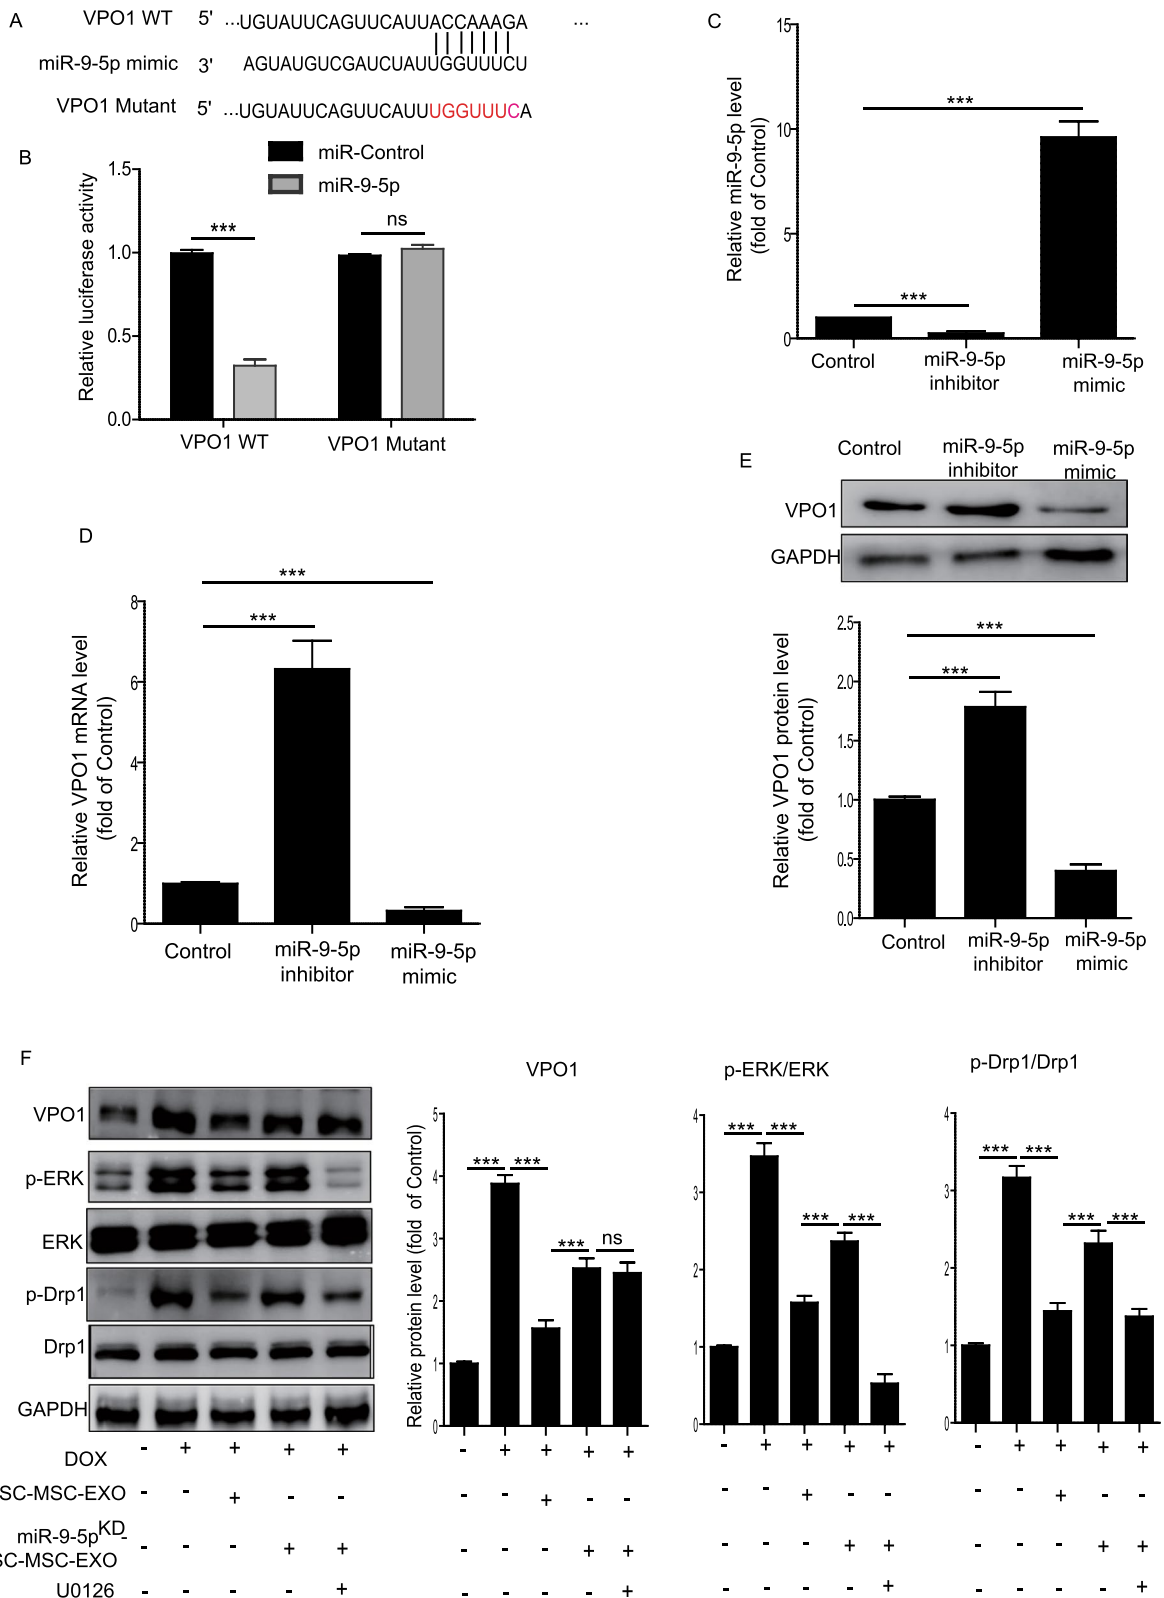 A
VPO1 WT 5' ...UGUAUUCAGUUCAUUACCAAAGA ...
miR-9-5p mimic 3' AGUAUGUCGAUCUAUUGGUUUCU
VPO1 Mutant 5' ...UGUAUUCAGUUCAUUUGGUUUCA
B
miR-Control
miR-9-5p
Relative luciferase activity
1.5
1.0
0.5
0.0
***
ns
VPO1 WT VPO1 Mutant
C
Relative miR-9-5p level
(fold of Control)
15
10
5
0
***
***
Control miR-9-5p inhibitor miR-9-5p mimic
D
Relative VPO1 mRNA level
(fold of Control)
8
6
4
2
0
***
***
Control miR-9-5p inhibitor miR-9-5p mimic
E
Control miR-9-5p inhibitor miR-9-5p mimic
VPO1
GAPDH
Relative VPO1 protein level
(fold of Control)
2.5
2.0
1.5
1.0
0.5
0.0
***
***
Control miR-9-5p inhibitor miR-9-5p mimic
F
VPO1
p-ERK
ERK
p-Drp1
Drp1
GAPDH
VPO1
Relative protein level (fold of Control)
5
4
3
2
1
0
*** *** *** ns
p-ERK/ERK
4
3
2
1
0
*** *** *** ***
p-Drp1/Drp1
4
3
2
1
0
*** *** *** ***
DOX - + + + + - + + + + - + + + + - + + + +
SC-MSC-EXO - - + - - - - + - - - - + - - - - + - -
miR-9-5pKD-
SC-MSC-EXO - - - + + - - - + + - - - + + - - - + +
U0126 - - - - + - - - - + - - - - + - - - - +